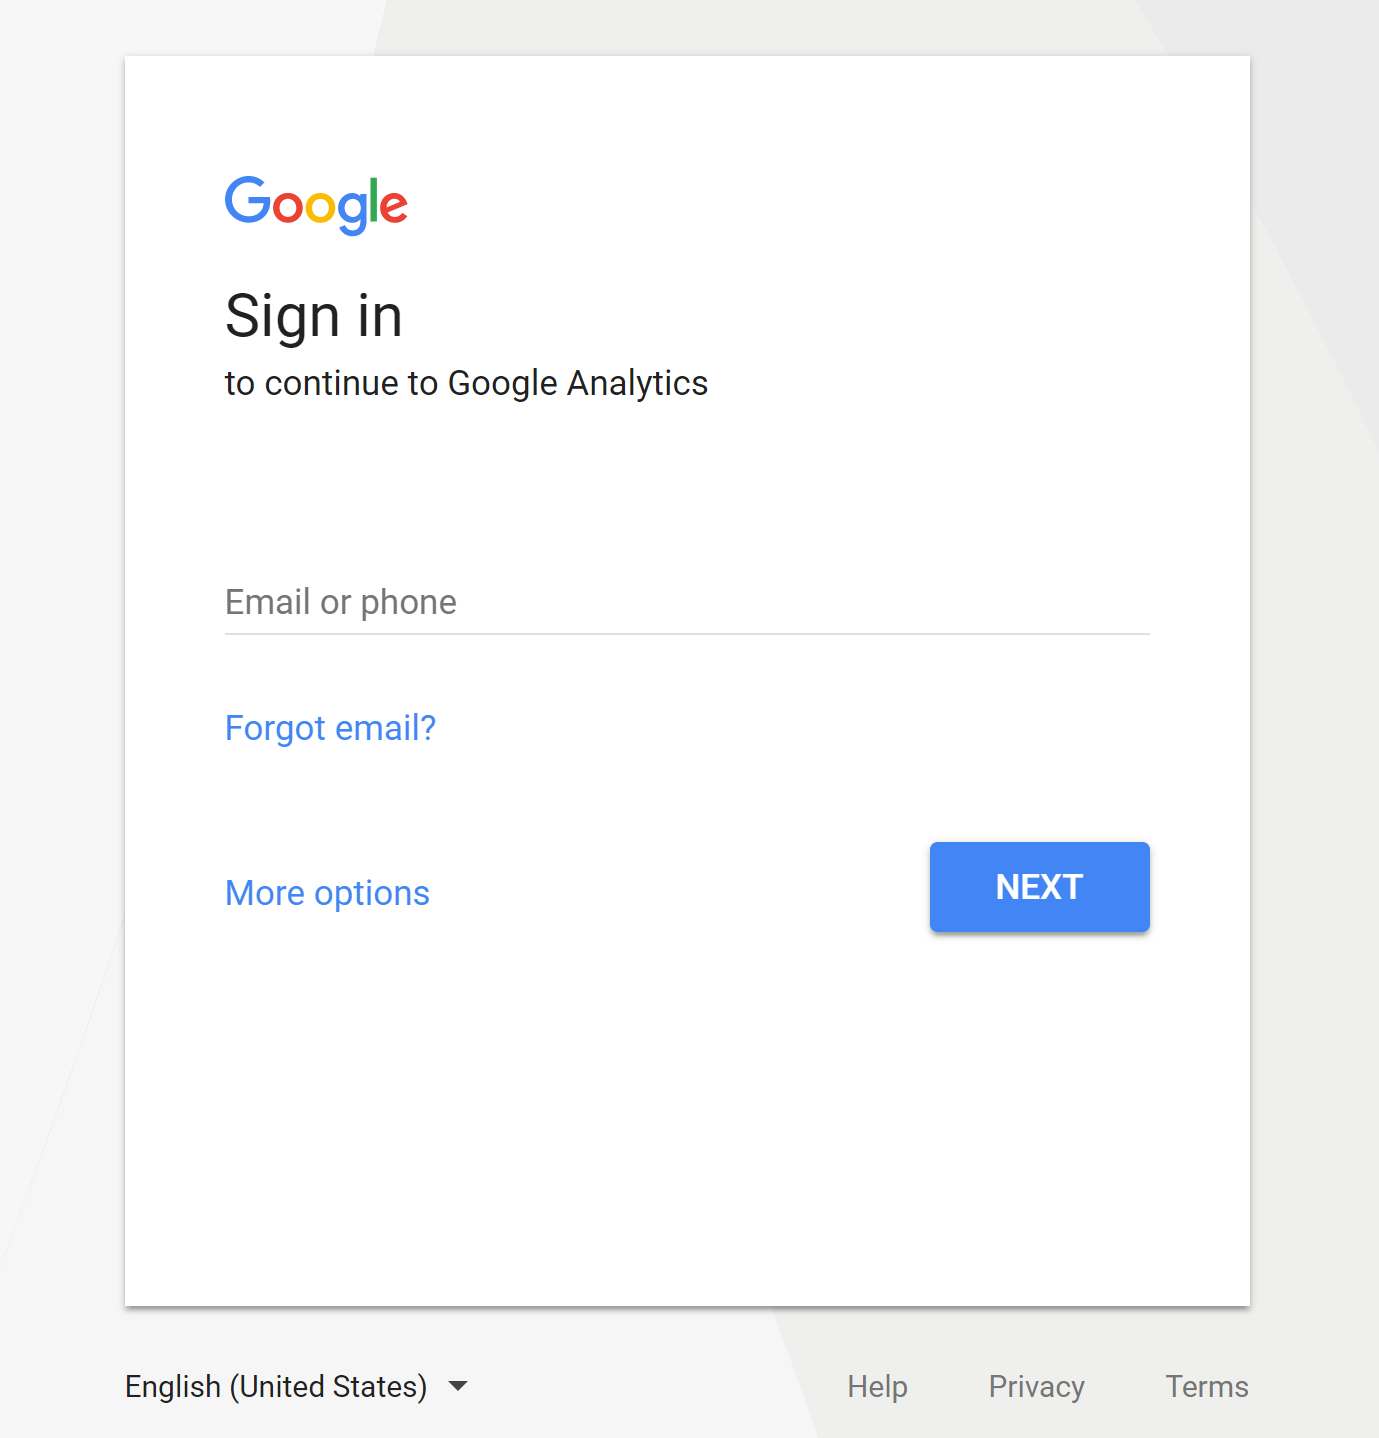 Google
Sign in
to continue to Google Analytics
Email or phone
Forgot email?
More options
NEXT
English (United States)
Help
Privacy
Terms